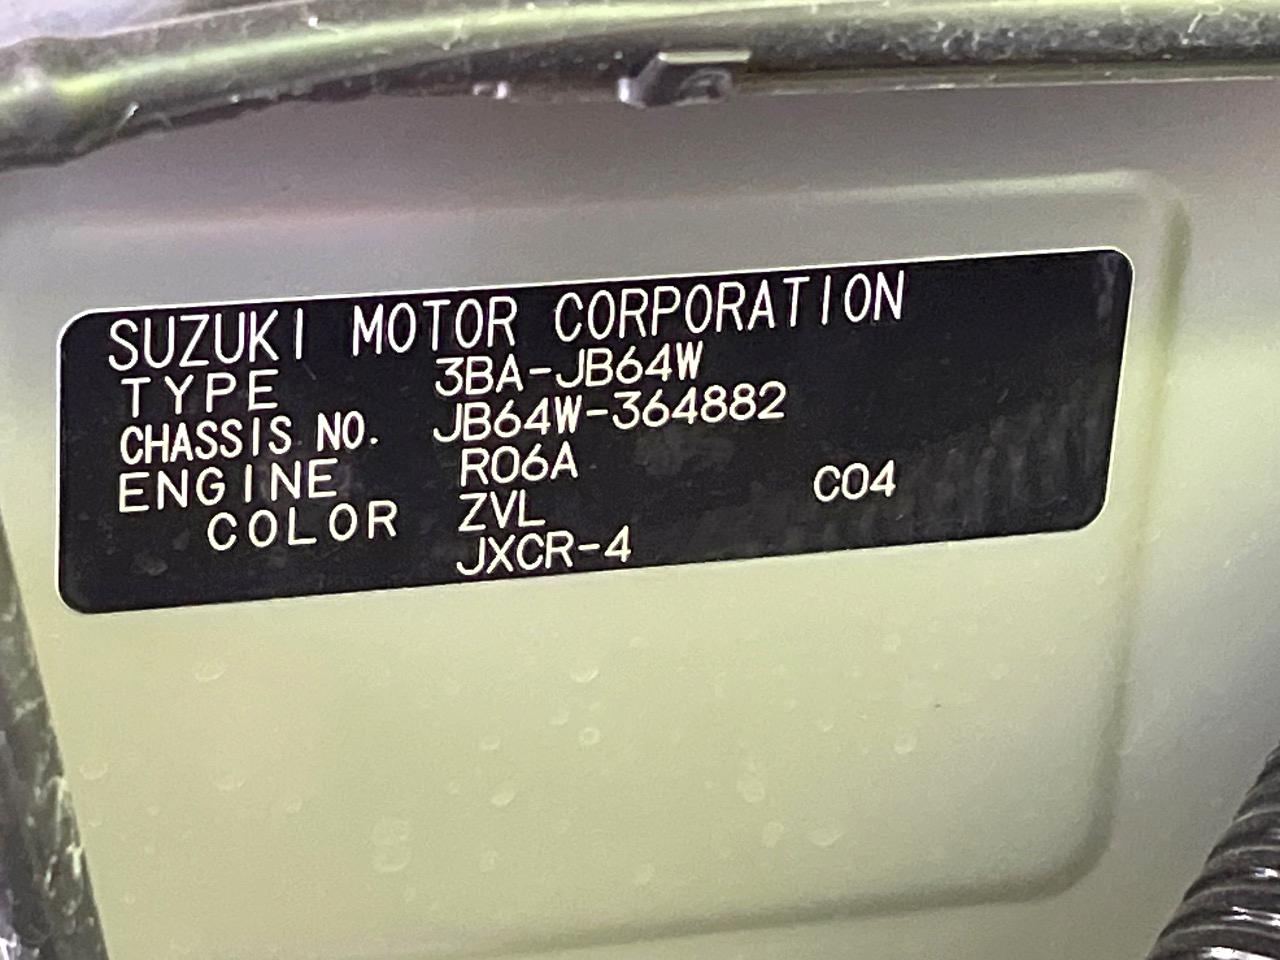 SUZUKI MOTOR CORPORATION
TYPE 3BA-JB64W
CHASSIS NO. JB64W-364882
ENGINE R06A
COLOR ZVL C04
JXCR-4